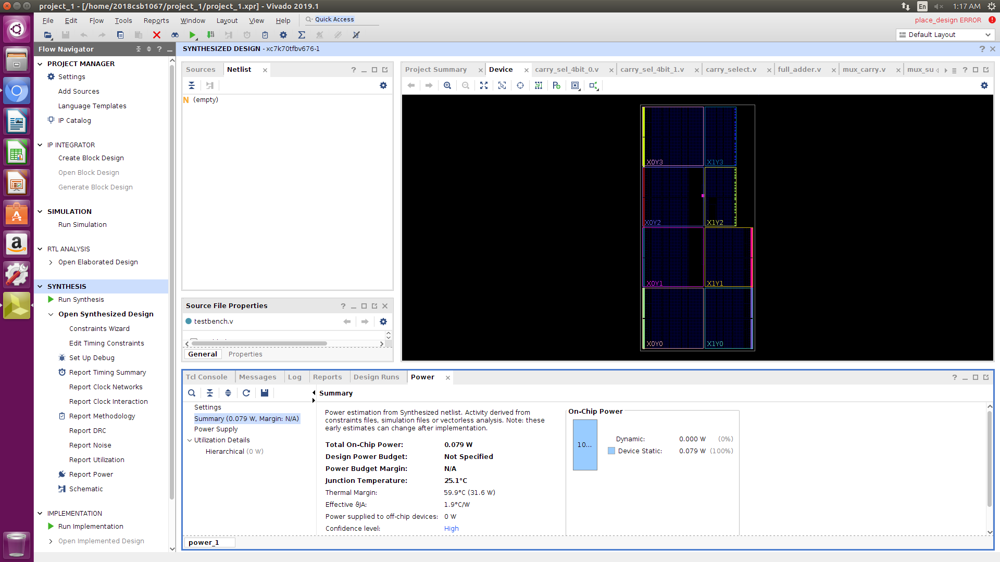 project_1 - [/home/2018csb1067/project_1/project_1.xpr] - Vivado 2019.1
En
1:17 AM
File Edit Flow Tools Reports Window Layout View Help
Quick Access
place_design ERROR
Default Layout
Flow Navigator
PROJECT MANAGER
Settings
Add Sources
Language Templates
IP Catalog
IP INTEGRATOR
Create Block Design
Open Block Design
Generate Block Design
SIMULATION
Run Simulation
RTL ANALYSIS
Open Elaborated Design
SYNTHESIS
Run Synthesis
Open Synthesized Design
Constraints Wizard
Edit Timing Constraints
Set Up Debug
Report Timing Summary
Report Clock Networks
Report Clock Interaction
Report Methodology
Report DRC
Report Noise
Report Utilization
Report Power
Schematic
IMPLEMENTATION
Run Implementation
Open Implemented Design
SYNTHESIZED DESIGN - xc7k70tfbv676-1
Sources Netlist
N (empty)
Source File Properties
testbench.v
General Properties
Project Summary Device carry_sel_4bit_0.v carry_sel_4bit_1.v carry_select.v full_adder.v mux_carry.v mux_su
X0Y3 X1Y3
X0Y2 X1Y2
X0Y1 X1Y1
X0Y0 X1Y0
Tcl Console Messages Log Reports Design Runs Power
Summary
Settings
Summary (0.079 W, Margin: N/A)
Power Supply
Utilization Details
Hierarchical (0 W)
Power estimation from Synthesized netlist. Activity derived from
constraints files, simulation files or vectorless analysis. Note: these
early estimates can change after implementation.
Total On-Chip Power: 0.079 W
Design Power Budget: Not Specified
Power Budget Margin: N/A
Junction Temperature: 25.1°C
Thermal Margin: 59.9°C (31.6 W)
Effective ϑJA: 1.9°C/W
Power supplied to off-chip devices: 0 W
Confidence level: High
On-Chip Power
10...
Dynamic: 0.000 W (0%)
Device Static: 0.079 W (100%)
power_1